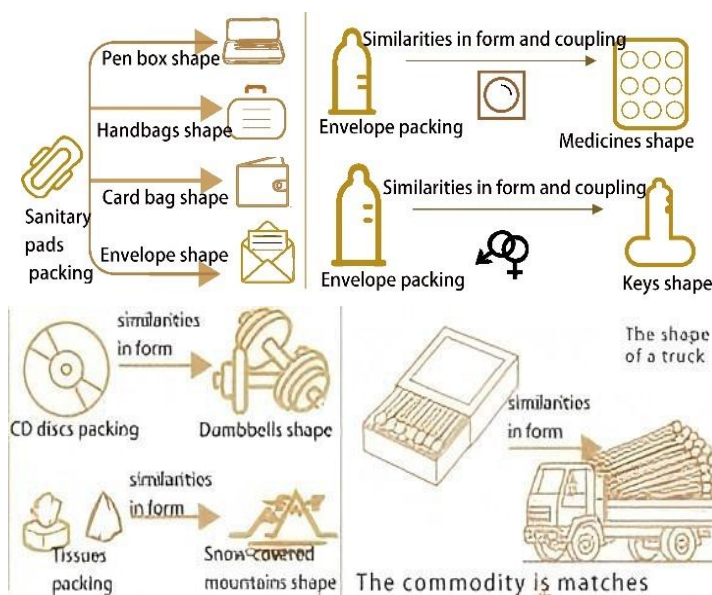 Pen box shape
Handbags shape
Card bag shape
Envelope shape
Sanitary
pads
packing
Similarities in form and coupling
Envelope packing
Medicines shape
Similarities in form and coupling
Envelope packing
Keys shape
similarities
in form
CD discs packing
Dumbbells shape
similarities
in form
Tissues
packing
Snow-covered
mountains shape
The shape
of a truck
similarities
in form
The commodity is matches